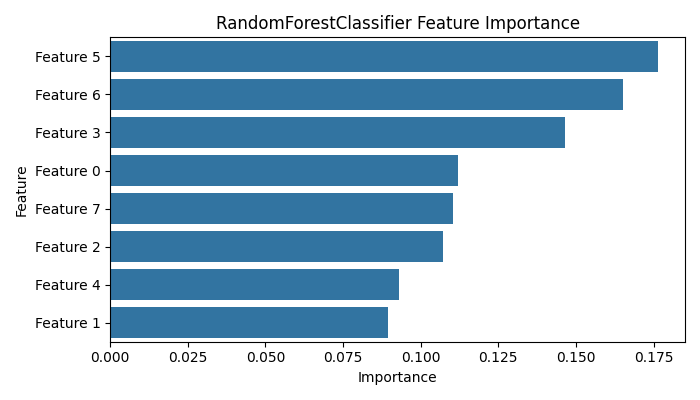 RandomForestClassifier Feature Importance
Feature
Feature 5
Feature 6
Feature 3
Feature 0
Feature 7
Feature 2
Feature 4
Feature 1
0.000 0.025 0.050 0.075 0.100 0.125 0.150 0.175
Importance